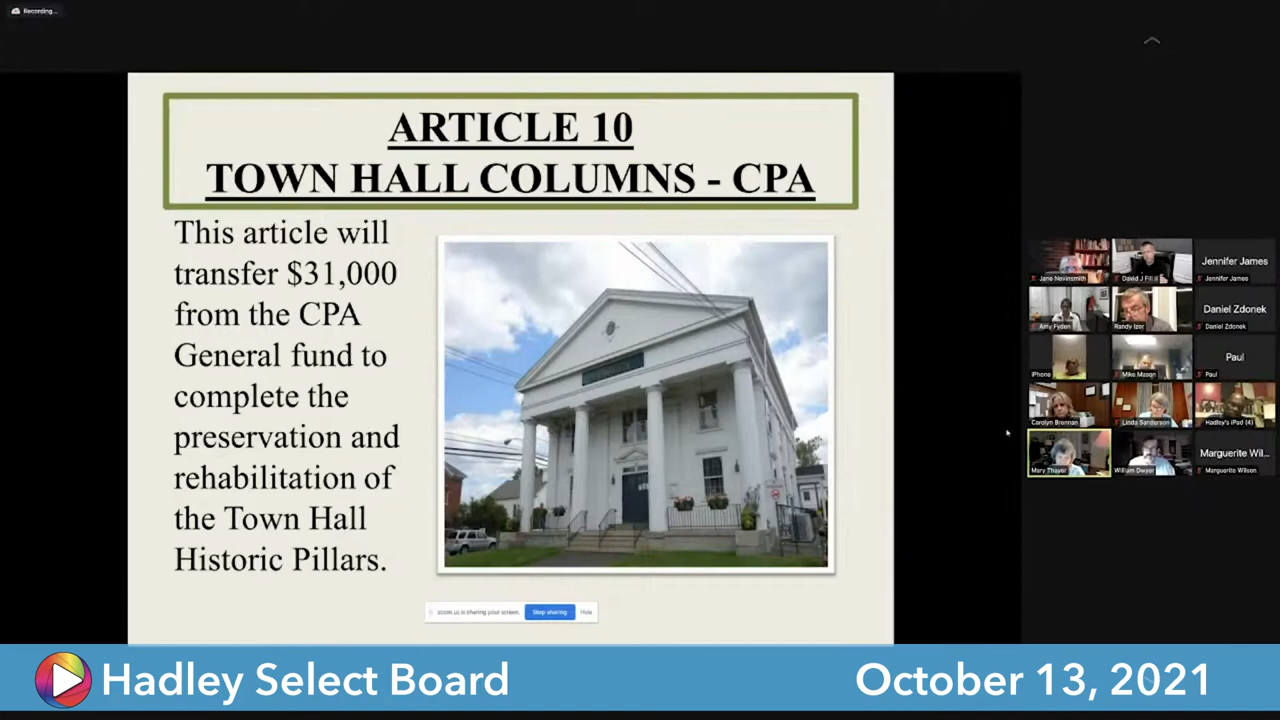 Recording...
ARTICLE 10
TOWN HALL COLUMNS - CPA
This article will
transfer $31,000
from the CPA
General fund to
complete the
preservation and
rehabilitation of
the Town Hall
Historic Pillars.
zoom.us is sharing your screen.
Stop sharing
Hide
Jane Nevinsmith
David J Fill II
Jennifer James
Jennifer James
Amy Fyden
Randy Izer
Daniel Zdonek
Daniel Zdonek
iPhone
Mike Mason
Paul
Paul
Carolyn Brennan
Linda Sanderson
Hadley's iPad (4)
Mary Thayer
William Dwyer
Marguerite Wil...
Marguerite Wilson
Hadley Select Board
October 13, 2021